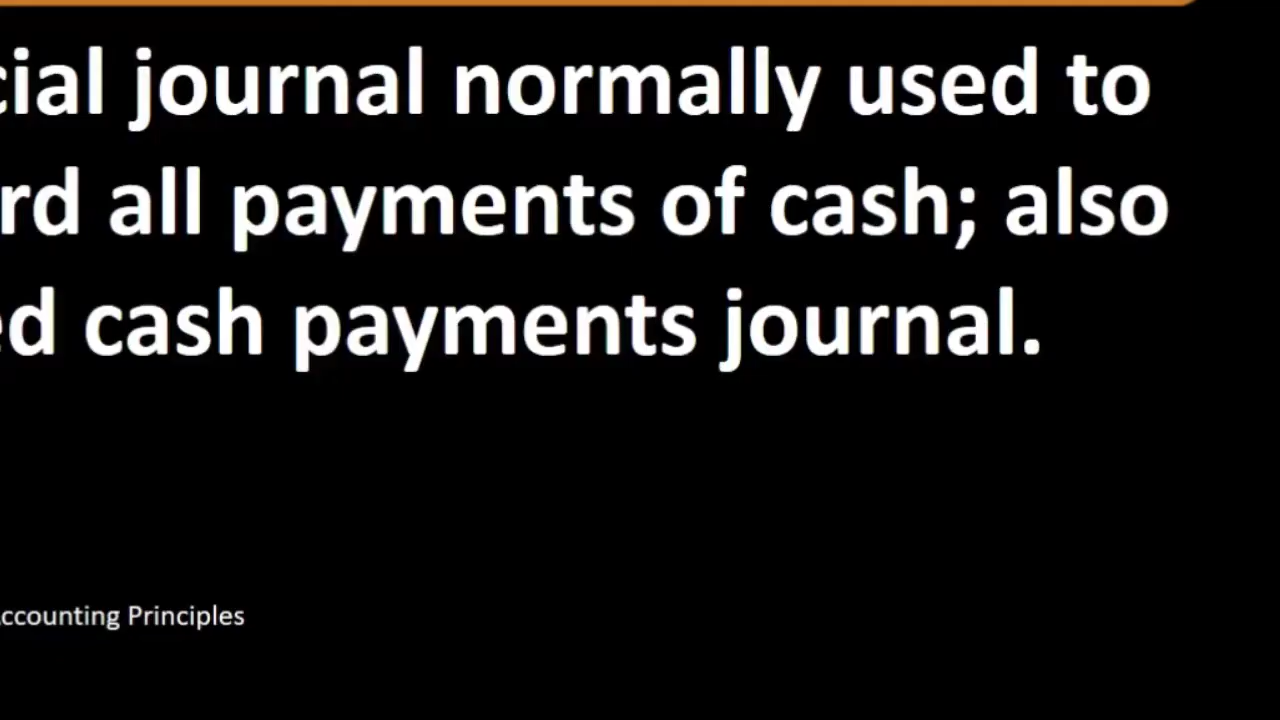 cial journal normally used to
rd all payments of cash; also
ed cash payments journal.
ccounting Principles